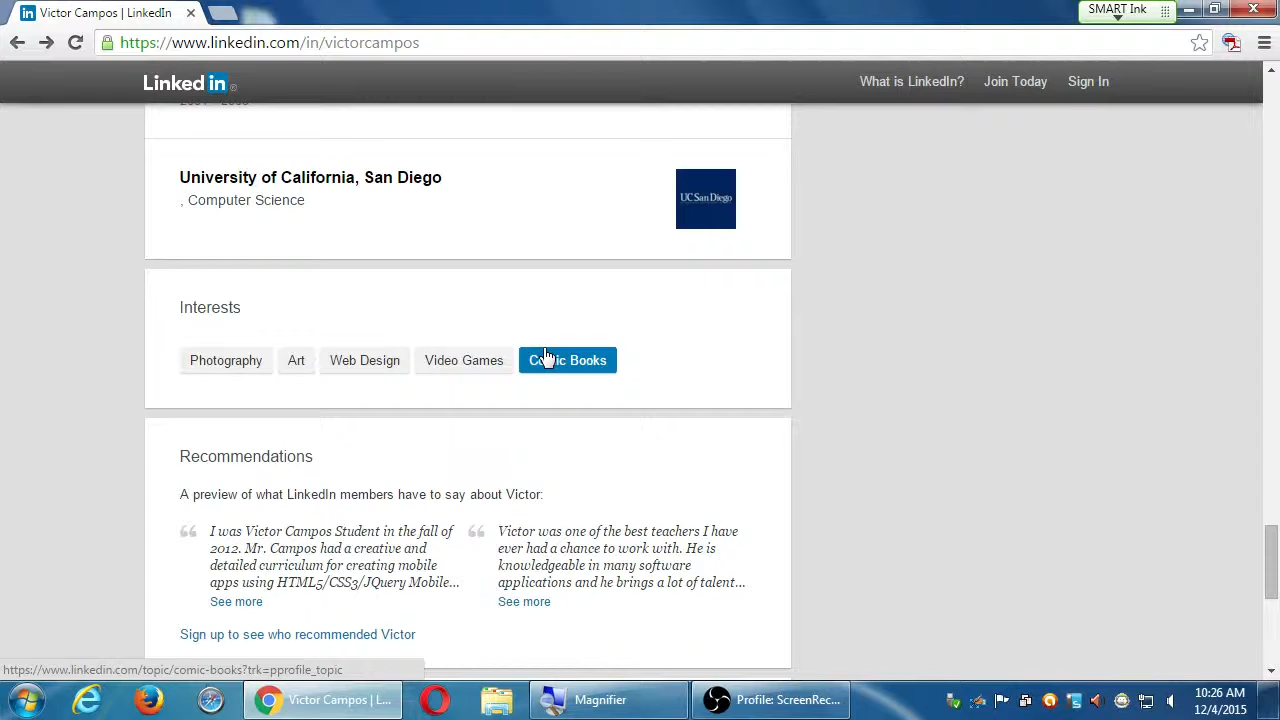 Victor Campos | LinkedIn
SMART Ink
https://www.linkedin.com/in/victorcampos
Linked in
What is LinkedIn? Join Today Sign In
University of California, San Diego
UC San Diego
, Computer Science
Interests
Photography Art Web Design Video Games Comic Books
Recommendations
A preview of what LinkedIn members have to say about Victor:
I was Victor Campos Student in the fall of
2012. Mr. Campos had a creative and
detailed curriculum for creating mobile
apps using HTML5/CSS3/JQuery Mobile...
See more
Victor was one of the best teachers I have
ever had a chance to work with. He is
knowledgeable in many software
applications and he brings a lot of talent...
See more
Sign up to see who recommended Victor
https://www.linkedin.com/topic/comic-books?trk=pprofile_topic
Victor Campos | L...
Magnifier
Profile: ScreenRec...
10:26 AM
12/4/2015